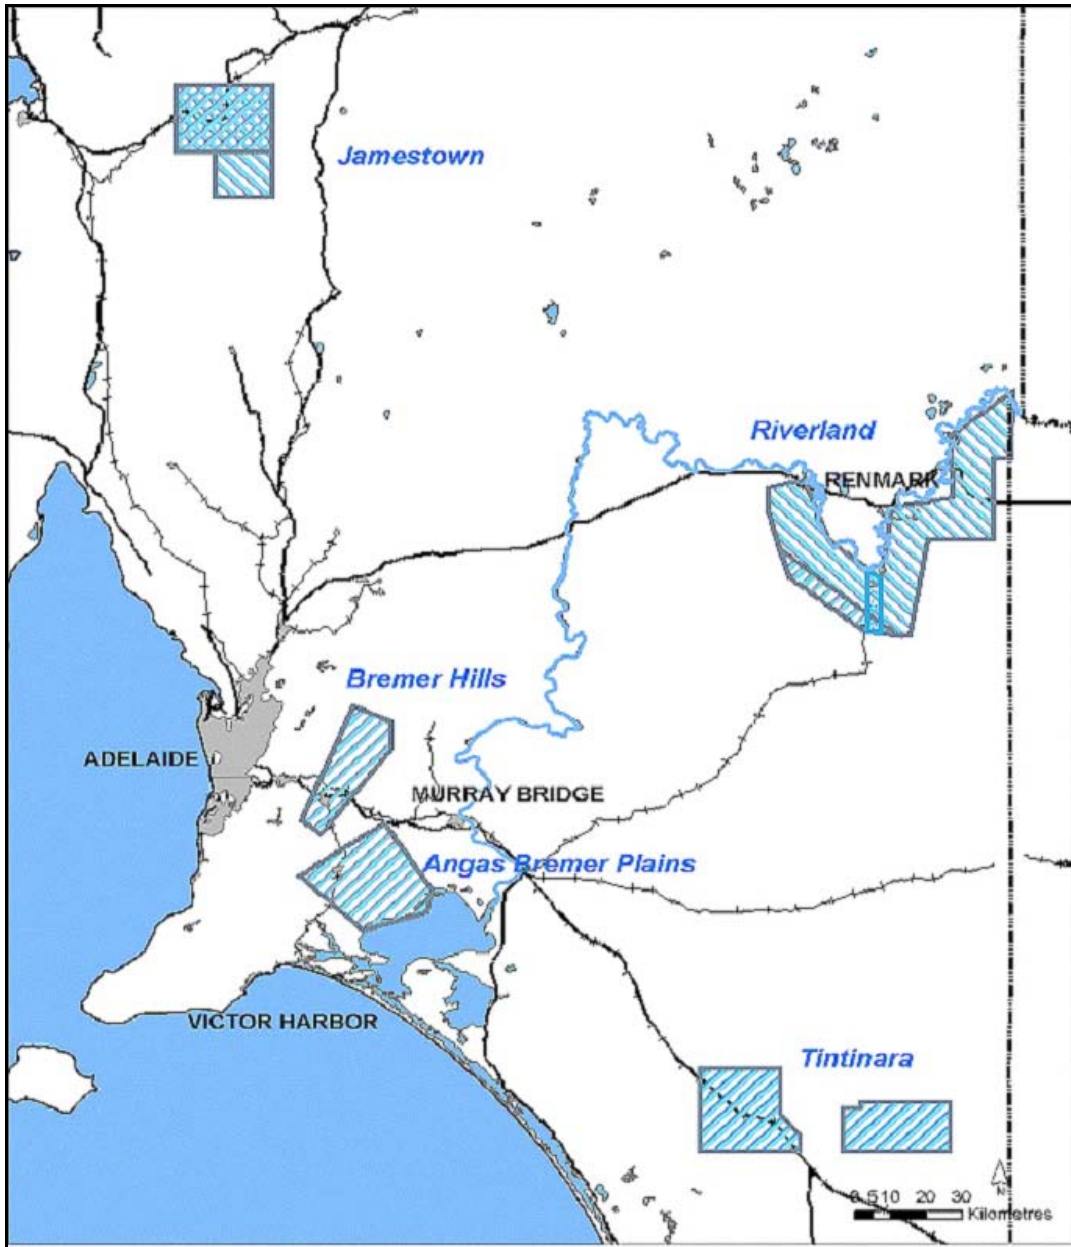 Jamestown
Riverland
RENMARK
Bremer Hills
ADELAIDE
MURRAY BRIDGE
Angas Bremer Plains
VICTOR HARBOR
Tintinara
N
0 5 10 20 30
Kilometres